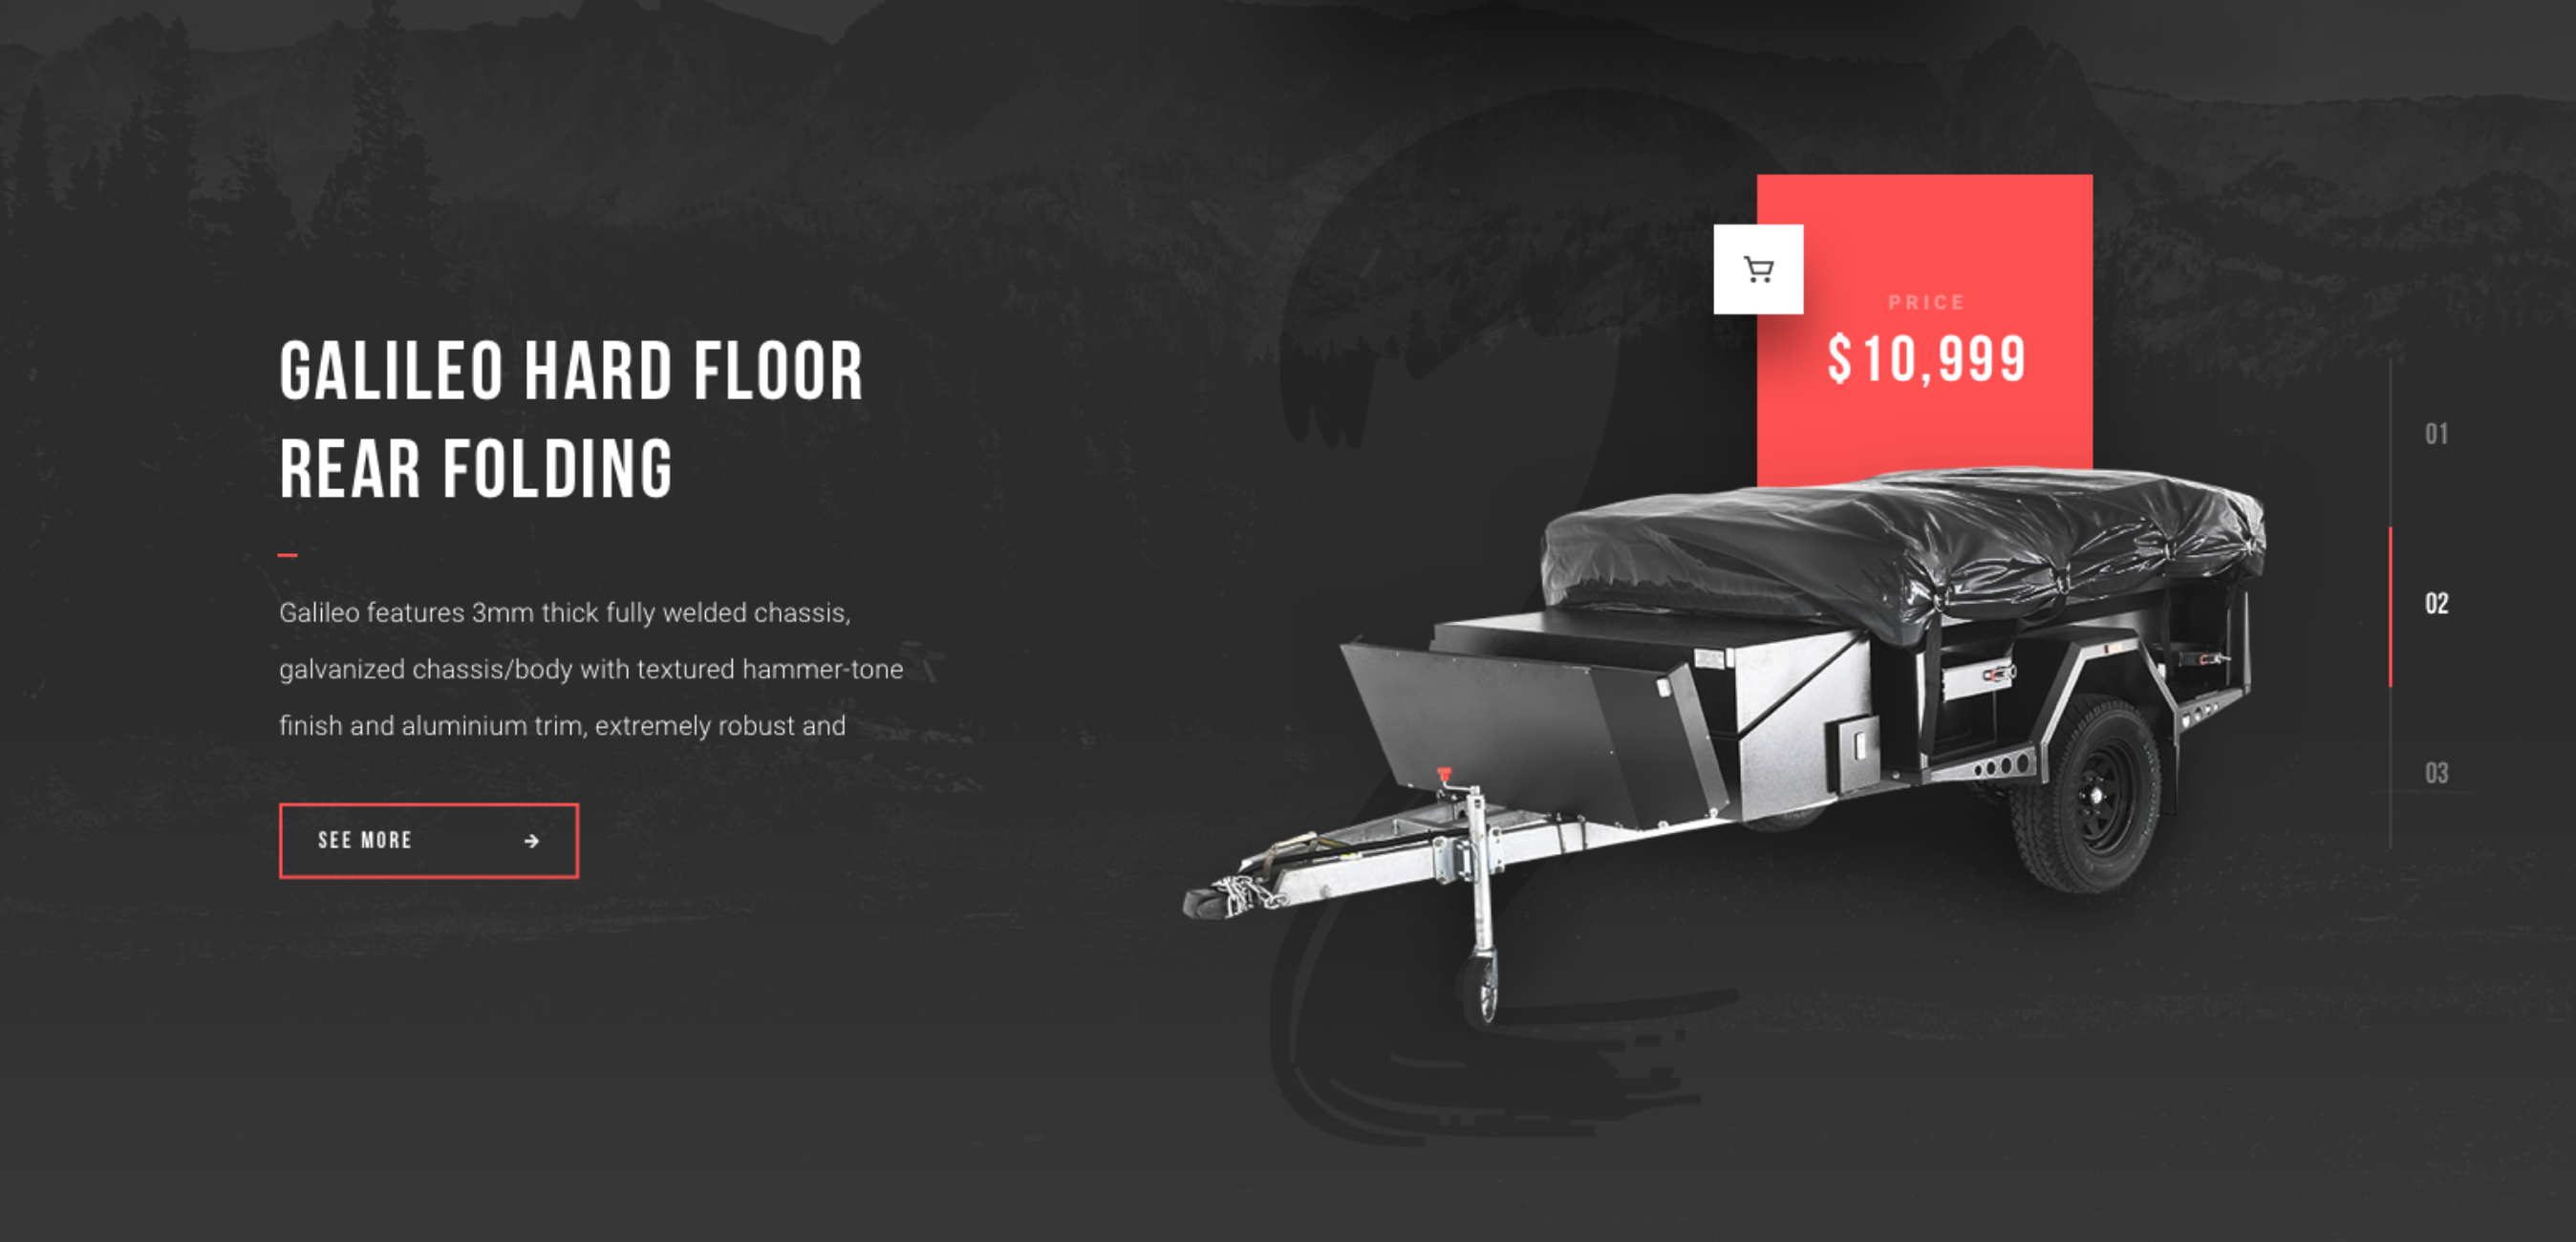 GALILEO HARD FLOOR
REAR FOLDING
Galileo features 3mm thick fully welded chassis,
galvanized chassis/body with textured hammer-tone
finish and aluminium trim, extremely robust and
SEE MORE
PRICE
$10,999
01
02
03